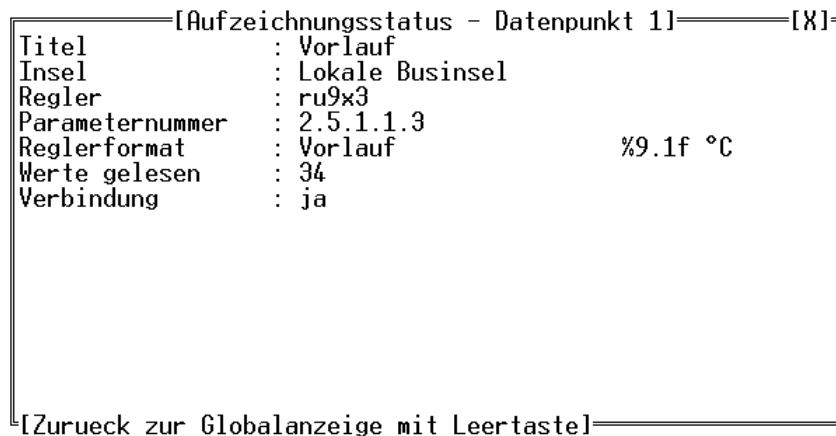 [Aufzeichnungsstatus - Datenpunkt 1] [X]
Titel : Vorlauf
Insel : Lokale Businsel
Regler : ru9x3
Parameternummer : 2.5.1.1.3
Reglerformat : Vorlauf %9.1f °C
Werte gelesen : 34
Verbindung : ja
[Zurueck zur Globalanzeige mit Leertaste]